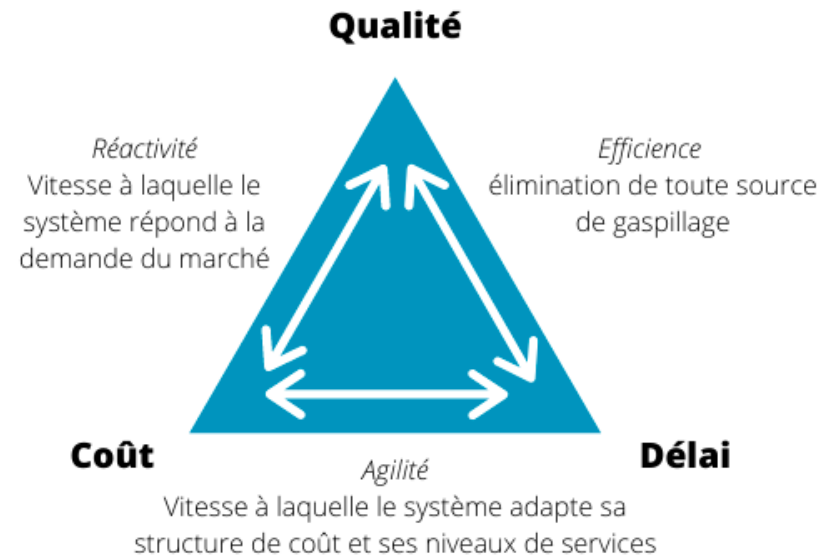 Qualité
Réactivité
Vitesse à laquelle le
système répond à la
demande du marché
Efficience
élimination de toute source
de gaspillage
Coût
Délai
Agilité
Vitesse à laquelle le système adapte sa
structure de coût et ses niveaux de services